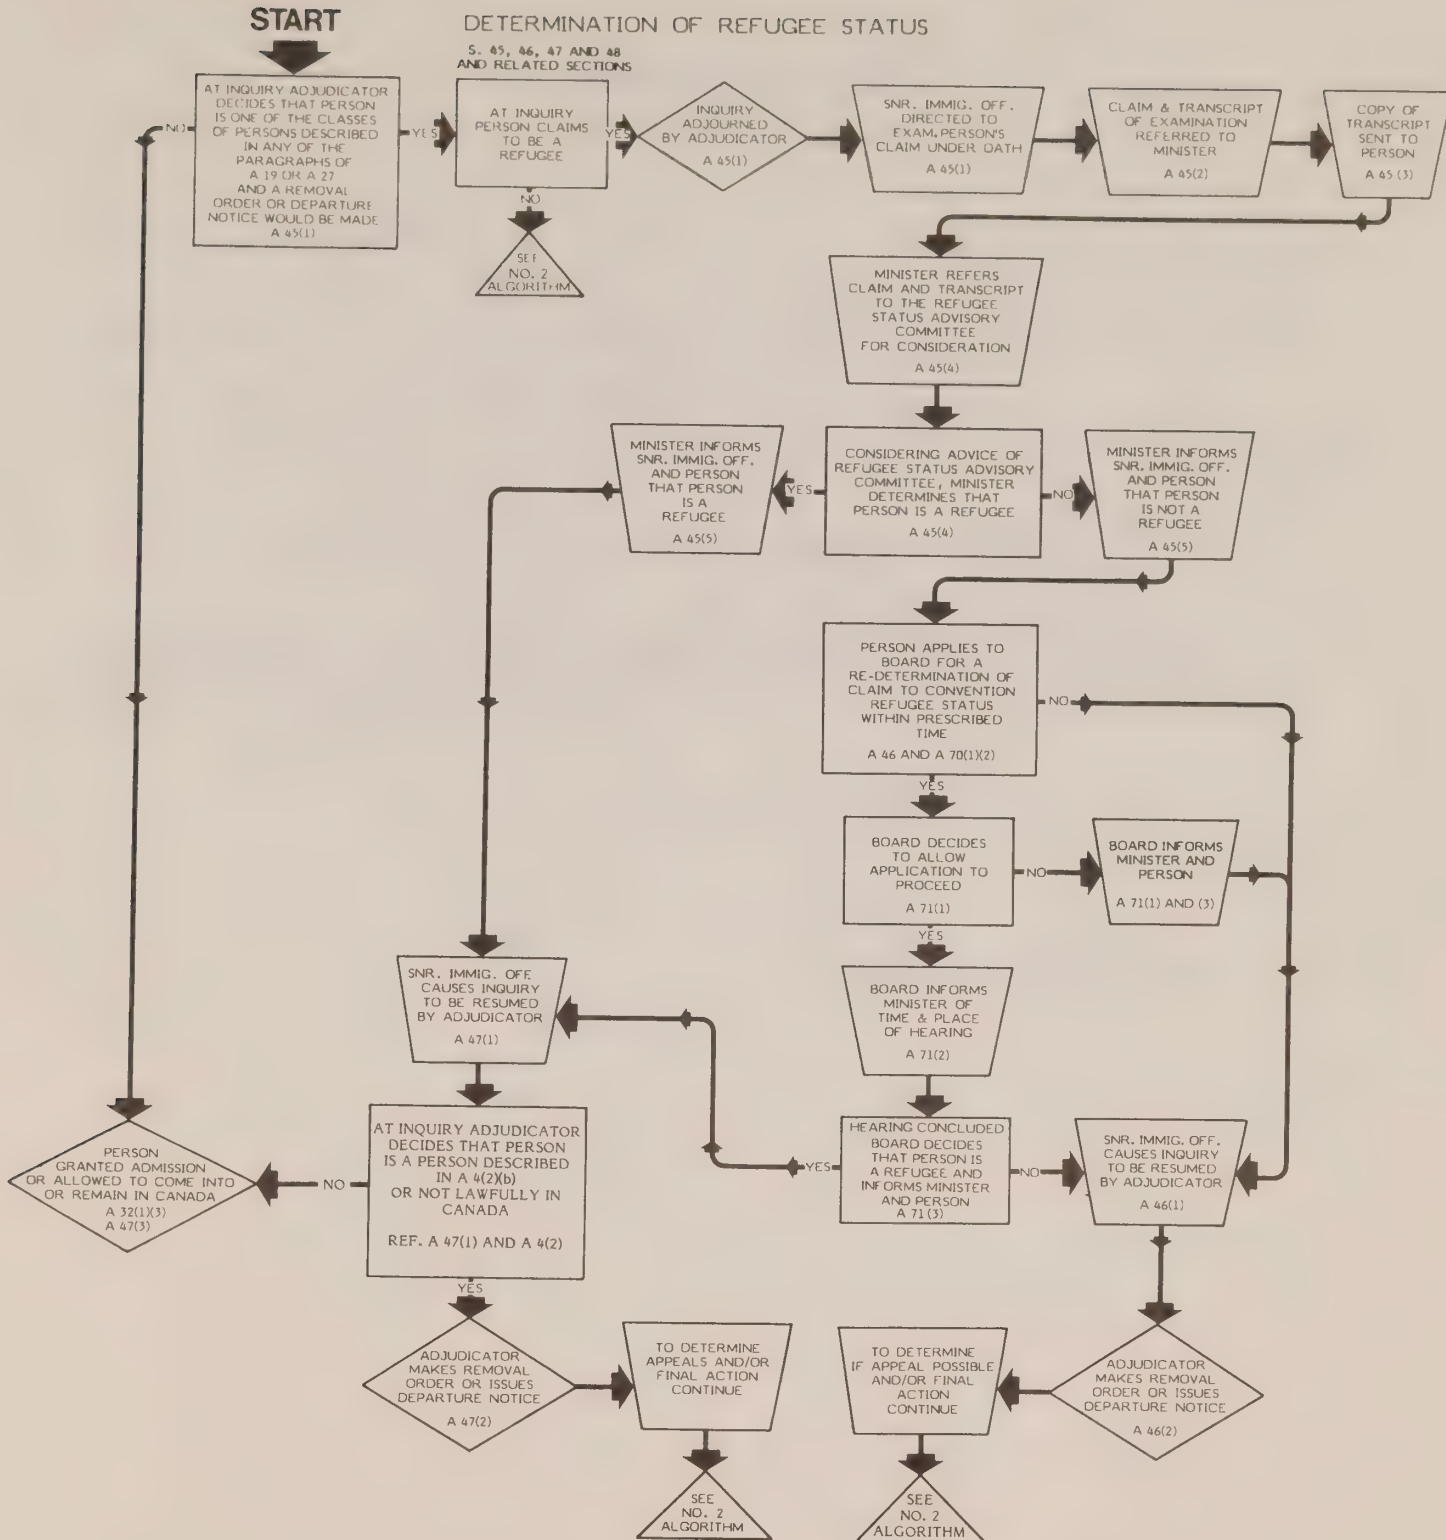 START
DETERMINATION OF REFUGEE STATUS
S. 45, 46, 47 AND 48
AND RELATED SECTIONS
AT INQUIRY ADJUDICATOR
DECIDES THAT PERSON
IS ONE OF THE CLASSES
OF PERSONS DESCRIBED
IN ANY OF THE
PARAGRAPHS OF
A 19 OR A 27
AND A REMOVAL
ORDER OR DEPARTURE
NOTICE WOULD BE MADE
A 45(1)
NO
YES
AT INQUIRY
PERSON CLAIMS
TO BE A
REFUGEE
YES
NO
SEE
NO. 2
ALGORITHM
INQUIRY
ADJOURNED
BY ADJUDICATOR
A 45(1)
SNR. IMMIG. OFF.
DIRECTED TO
EXAM. PERSON'S
CLAIM UNDER OATH
A 45(1)
CLAIM & TRANSCRIPT
OF EXAMINATION
REFERRED TO
MINISTER
A 45(2)
COPY OF
TRANSCRIPT
SENT TO
PERSON
A 45 (3)
MINISTER REFERS
CLAIM AND TRANSCRIPT
TO THE REFUGEE
STATUS ADVISORY
COMMITTEE
FOR CONSIDERATION
A 45(4)
MINISTER INFORMS
SNR. IMMIG. OFF.
AND PERSON
THAT PERSON
IS A
REFUGEE
A 45(5)
YES
CONSIDERING ADVICE OF
REFUGEE STATUS ADVISORY
COMMITTEE, MINISTER
DETERMINES THAT
PERSON IS A REFUGEE
A 45(4)
NO
MINISTER INFORMS
SNR. IMMIG. OFF.
AND PERSON
THAT PERSON
IS NOT A
REFUGEE
A 45(5)
PERSON APPLIES TO
BOARD FOR A
RE-DETERMINATION OF
CLAIM TO CONVENTION
REFUGEE STATUS
WITHIN PRESCRIBED
TIME
A 46 AND A 70(1)(2)
NO
YES
BOARD DECIDES
TO ALLOW
APPLICATION TO
PROCEED
A 71(1)
NO
BOARD INFORMS
MINISTER AND
PERSON
A 71(1) AND (3)
YES
BOARD INFORMS
MINISTER OF
TIME & PLACE
OF HEARING
A 71(2)
SNR. IMMIG. OFF.
CAUSES INQUIRY
TO BE RESUMED
BY ADJUDICATOR
A 47(1)
HEARING CONCLUDED
BOARD DECIDES
THAT PERSON IS
A REFUGEE AND
INFORMS MINISTER
AND PERSON
A 71 (3)
YES
NO
SNR. IMMIG. OFF.
CAUSES INQUIRY
TO BE RESUMED
BY ADJUDICATOR
A 46(1)
AT INQUIRY ADJUDICATOR
DECIDES THAT PERSON
IS A PERSON DESCRIBED
IN A 4(2)(b)
OR NOT LAWFULLY IN
CANADA
REF. A 47(1) AND A 4(2)
NO
PERSON
GRANTED ADMISSION
OR ALLOWED TO COME INTO
OR REMAIN IN CANADA
A 32(1)(3)
A 47(3)
YES
ADJUDICATOR
MAKES REMOVAL
ORDER OR ISSUES
DEPARTURE NOTICE
A 47(2)
TO DETERMINE
APPEALS AND/OR
FINAL ACTION
CONTINUE
SEE
NO. 2
ALGORITHM
TO DETERMINE
IF APPEAL POSSIBLE
AND/OR FINAL
ACTION
CONTINUE
ADJUDICATOR
MAKES REMOVAL
ORDER OR ISSUES
DEPARTURE NOTICE
A 46(2)
SEE
NO. 2
ALGORITHM